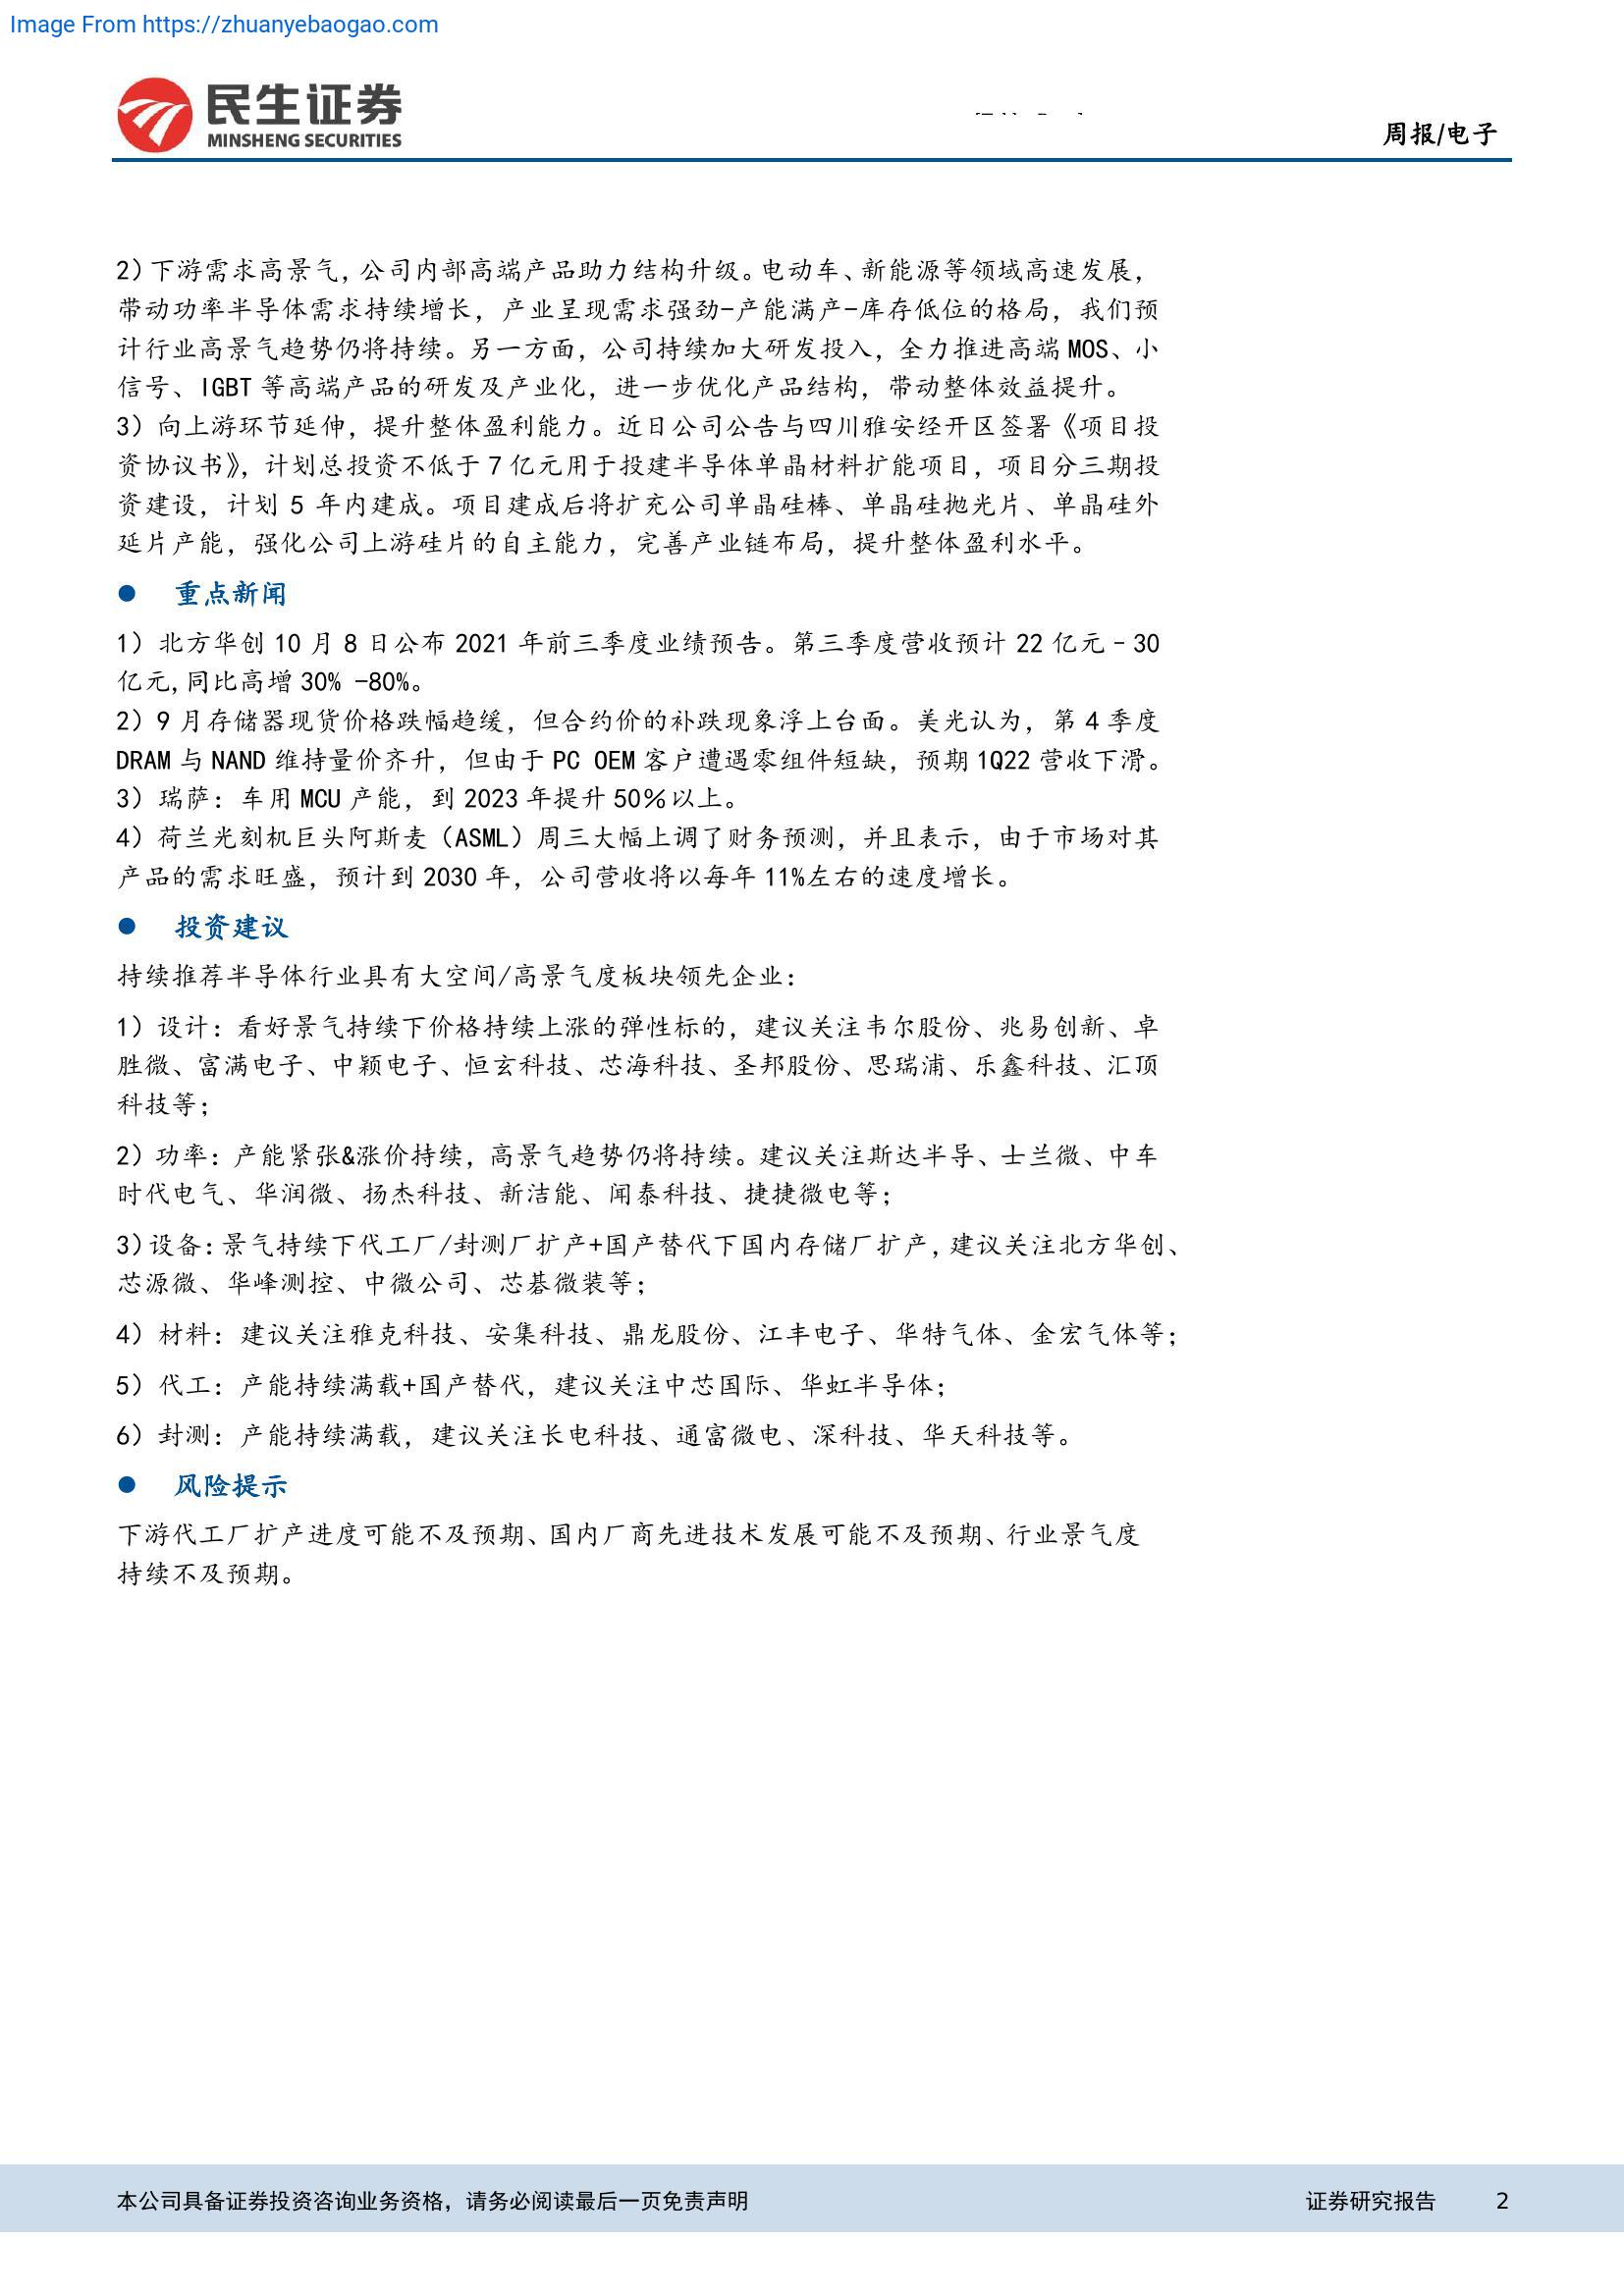 Image From https://zhuanyebaogao.com
民生证券
MINSHENG SECURITIES
周报/电子
2）下游需求高景气，公司内部高端产品助力结构升级。电动车、新能源等领域高速发展，
带动功率半导体需求持续增长，产业呈现需求强劲-产能满产-库存低位的格局，我们预
计行业高景气趋势仍将持续。另一方面，公司持续加大研发投入，全力推进高端 MOS、小
信号、IGBT 等高端产品的研发及产业化，进一步优化产品结构，带动整体效益提升。
3）向上游环节延伸，提升整体盈利能力。近日公司公告与四川雅安经开区签署《项目投
资协议书》，计划总投资不低于 7 亿元用于投建半导体单晶材料扩能项目，项目分三期投
资建设，计划 5 年内建成。项目建成后将扩充公司单晶硅棒、单晶硅抛光片、单晶硅外
延片产能，强化公司上游硅片的自主能力，完善产业链布局，提升整体盈利水平。
● 重点新闻
1）北方华创 10 月 8 日公布 2021 年前三季度业绩预告。第三季度营收预计 22 亿元–30
亿元,同比高增 30% -80%。
2）9 月存储器现货价格跌幅趋缓，但合约价的补跌现象浮上台面。美光认为，第 4 季度
DRAM 与 NAND 维持量价齐升，但由于 PC OEM 客户遭遇零组件短缺，预期 1Q22 营收下滑。
3）瑞萨：车用 MCU 产能，到 2023 年提升 50％以上。
4）荷兰光刻机巨头阿斯麦（ASML）周三大幅上调了财务预测，并且表示，由于市场对其
产品的需求旺盛，预计到 2030 年，公司营收将以每年 11%左右的速度增长。
● 投资建议
持续推荐半导体行业具有大空间/高景气度板块领先企业：
1）设计：看好景气持续下价格持续上涨的弹性标的，建议关注韦尔股份、兆易创新、卓
胜微、富满电子、中颖电子、恒玄科技、芯海科技、圣邦股份、思瑞浦、乐鑫科技、汇顶
科技等；
2）功率：产能紧张&涨价持续，高景气趋势仍将持续。建议关注斯达半导、士兰微、中车
时代电气、华润微、扬杰科技、新洁能、闻泰科技、捷捷微电等；
3）设备：景气持续下代工厂/封测厂扩产+国产替代下国内存储厂扩产，建议关注北方华创、
芯源微、华峰测控、中微公司、芯碁微装等；
4）材料：建议关注雅克科技、安集科技、鼎龙股份、江丰电子、华特气体、金宏气体等；
5）代工：产能持续满载+国产替代，建议关注中芯国际、华虹半导体；
6）封测：产能持续满载，建议关注长电科技、通富微电、深科技、华天科技等。
● 风险提示
下游代工厂扩产进度可能不及预期、国内厂商先进技术发展可能不及预期、行业景气度
持续不及预期。
本公司具备证券投资咨询业务资格，请务必阅读最后一页免责声明
证券研究报告 2